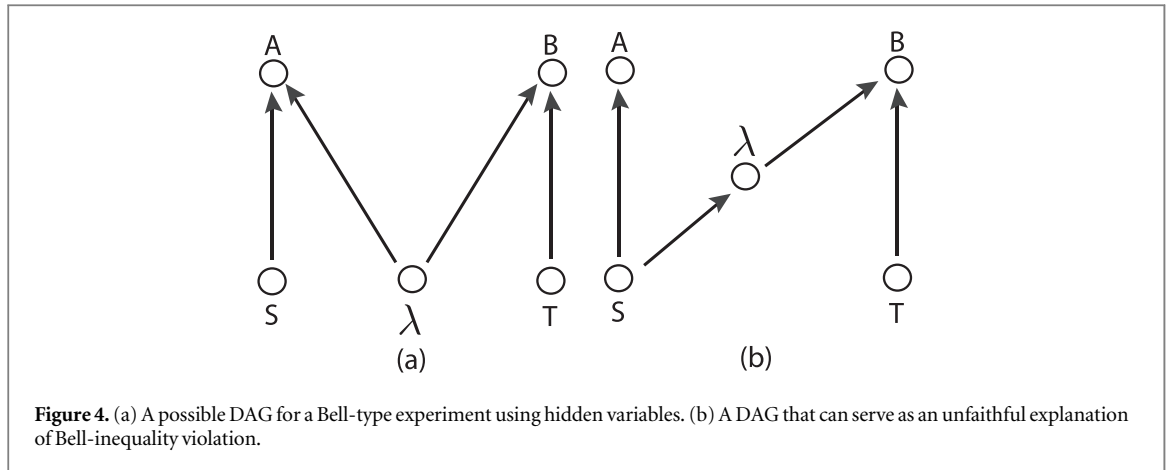 A B A B
λ
S λ T S T
(a) (b)
Figure 4. (a) A possible DAG for a Bell-type experiment using hidden variables. (b) A DAG that can serve as an unfaithful explanation
of Bell-inequality violation.